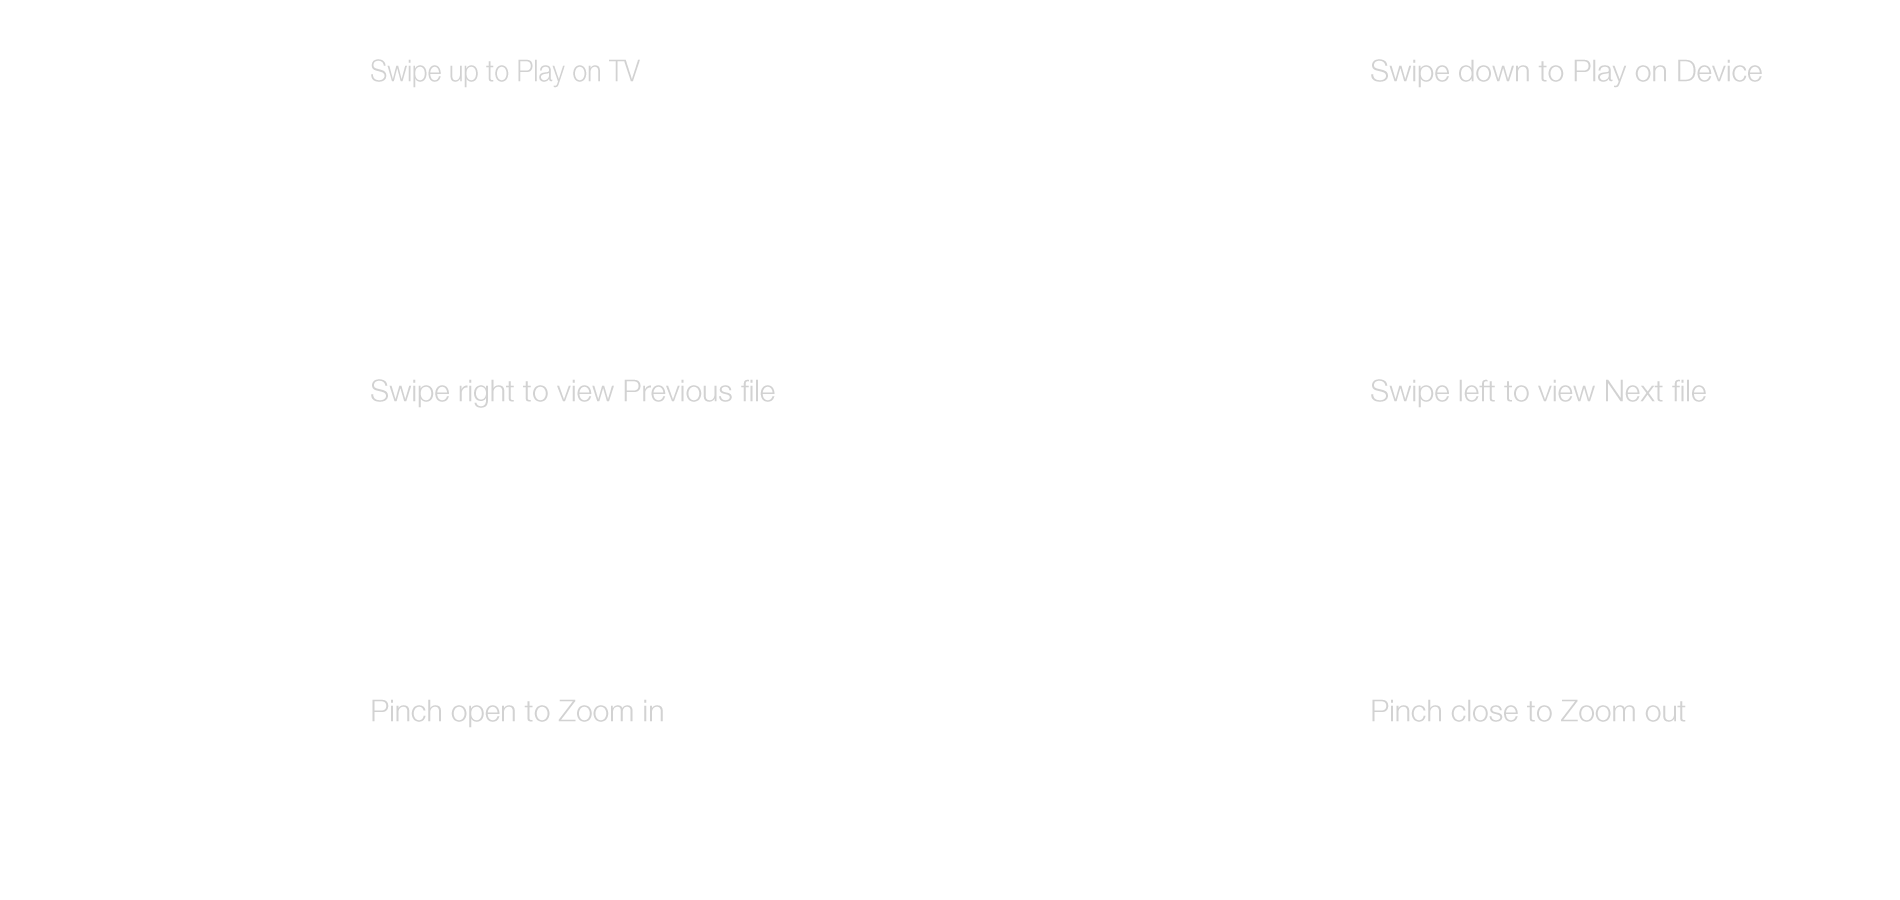 Swipe up to Play on TV
Swipe down to Play on Device
Swipe right to view Previous file
Swipe left to view Next file
Pinch open to Zoom in
Pinch close to Zoom out